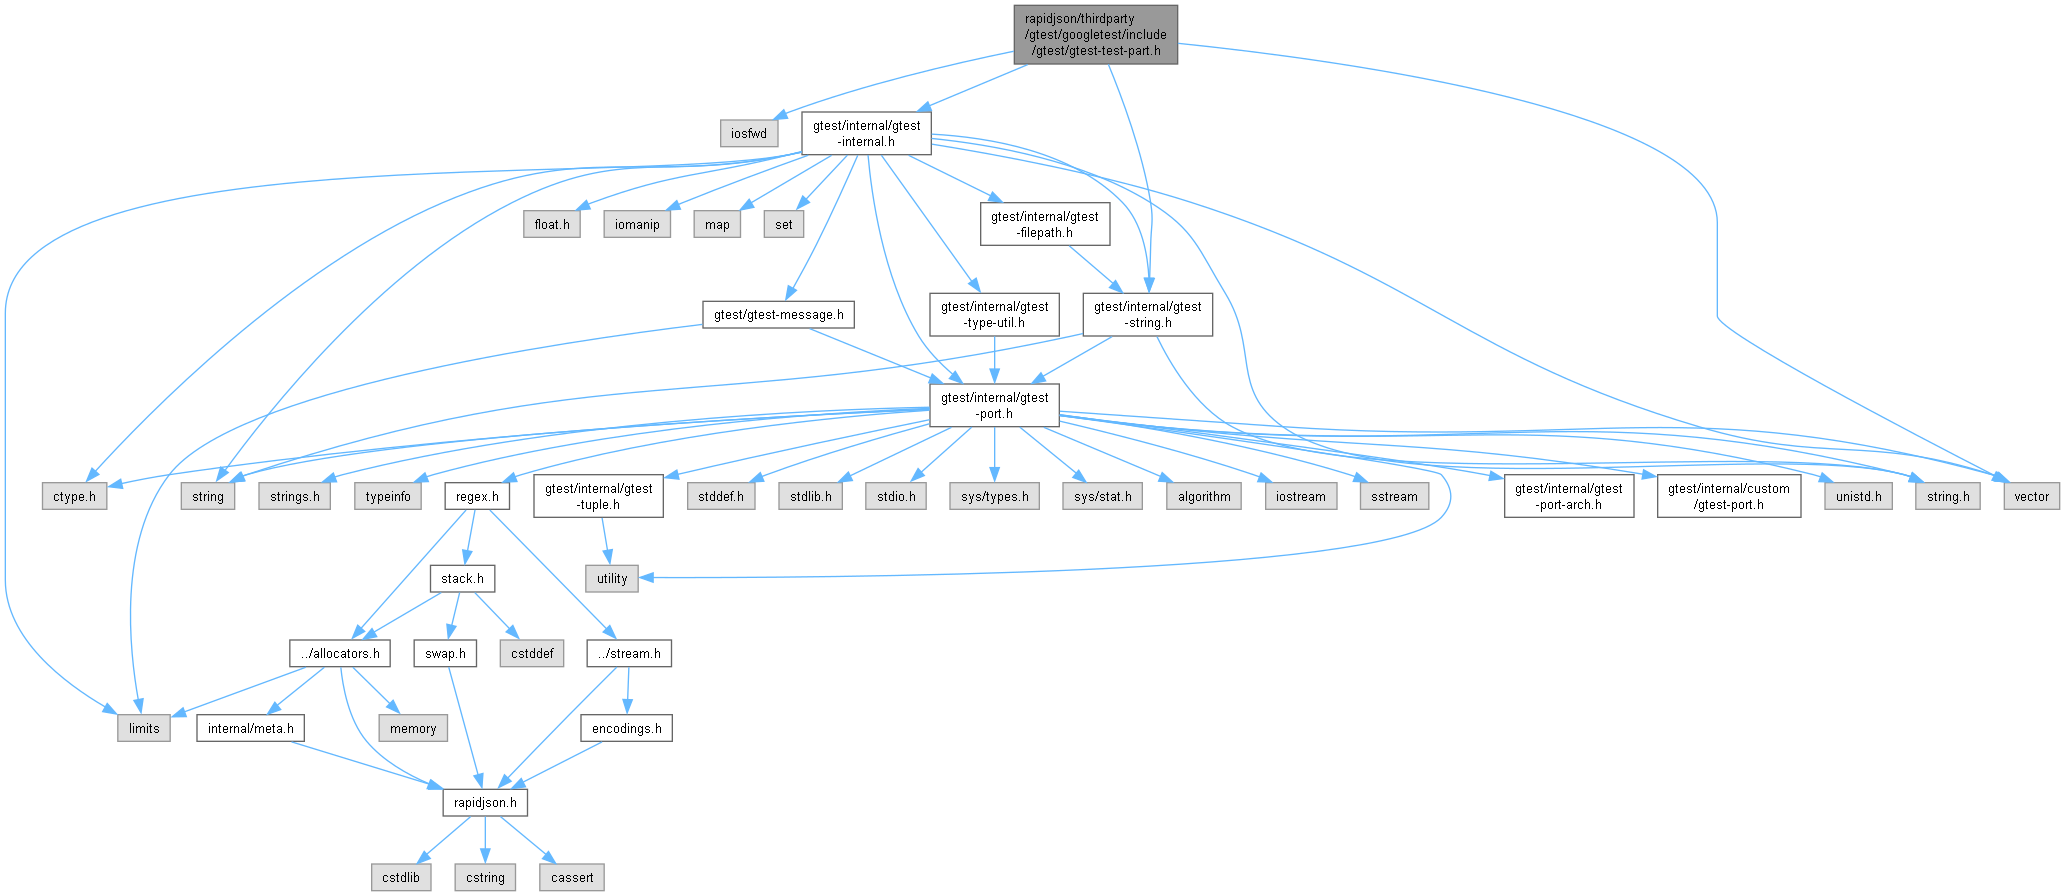 rapidjson/thirdparty
/gtest/googletest/include
/gtest/gtest-test-part.h
iosfwd
gtest/internal/gtest
-internal.h
float.h
iomanip
map
set
gtest/internal/gtest
-filepath.h
gtest/gtest-message.h
gtest/internal/gtest
-type-util.h
gtest/internal/gtest
-string.h
gtest/internal/gtest
-port.h
ctype.h
string
strings.h
typeinfo
regex.h
gtest/internal/gtest
-tuple.h
stddef.h
stdlib.h
stdio.h
sys/types.h
sys/stat.h
algorithm
iostream
sstream
gtest/internal/gtest
-port-arch.h
gtest/internal/custom
/gtest-port.h
unistd.h
string.h
vector
stack.h
utility
../allocators.h
swap.h
cstddef
../stream.h
limits
internal/meta.h
memory
encodings.h
rapidjson.h
cstdlib
cstring
cassert